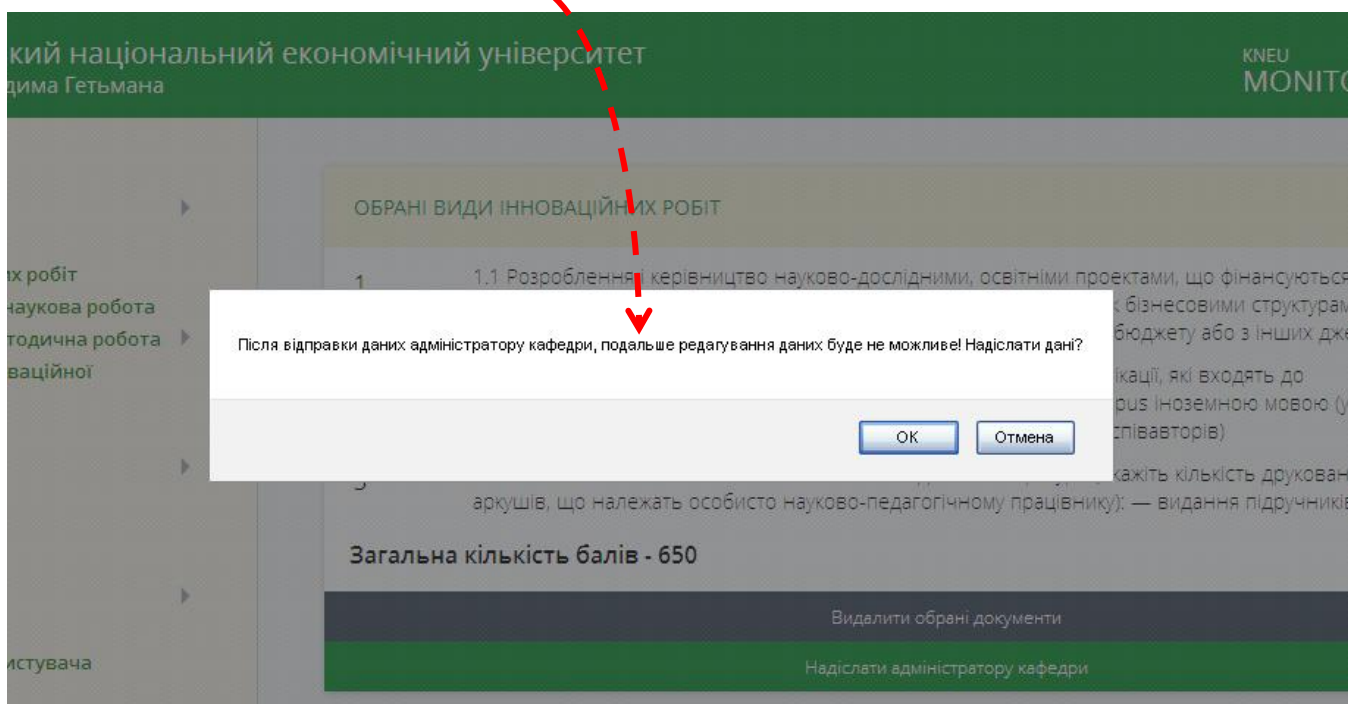 кий національний економічний університет
дима Гетьмана
KNEU
MONITO
ОБРАНІ ВИДИ ІННОВАЦІЙНИХ РОБІТ
их робіт
наукова робота
тодична робота
ваційної
истувача
1
1.1 Розроблення і керівництво науково-дослідними, освітніми проектами, що фінансуються
к бізнесовими структурам
бюджету або з інших дже
ікації, які входять до
pus іноземною мовою (у
співавторів)
кажіть кількість друкован
аркушів, що належать особисто науково-педагогічному працівнику): — видання підручників
Після відправки даних адміністратору кафедри, подальше редагування даних буде не можливе! Надіслати дані?
OK
Отмена
Загальна кількість балів - 650
Видалити обрані документи
Надіслати адміністратору кафедри